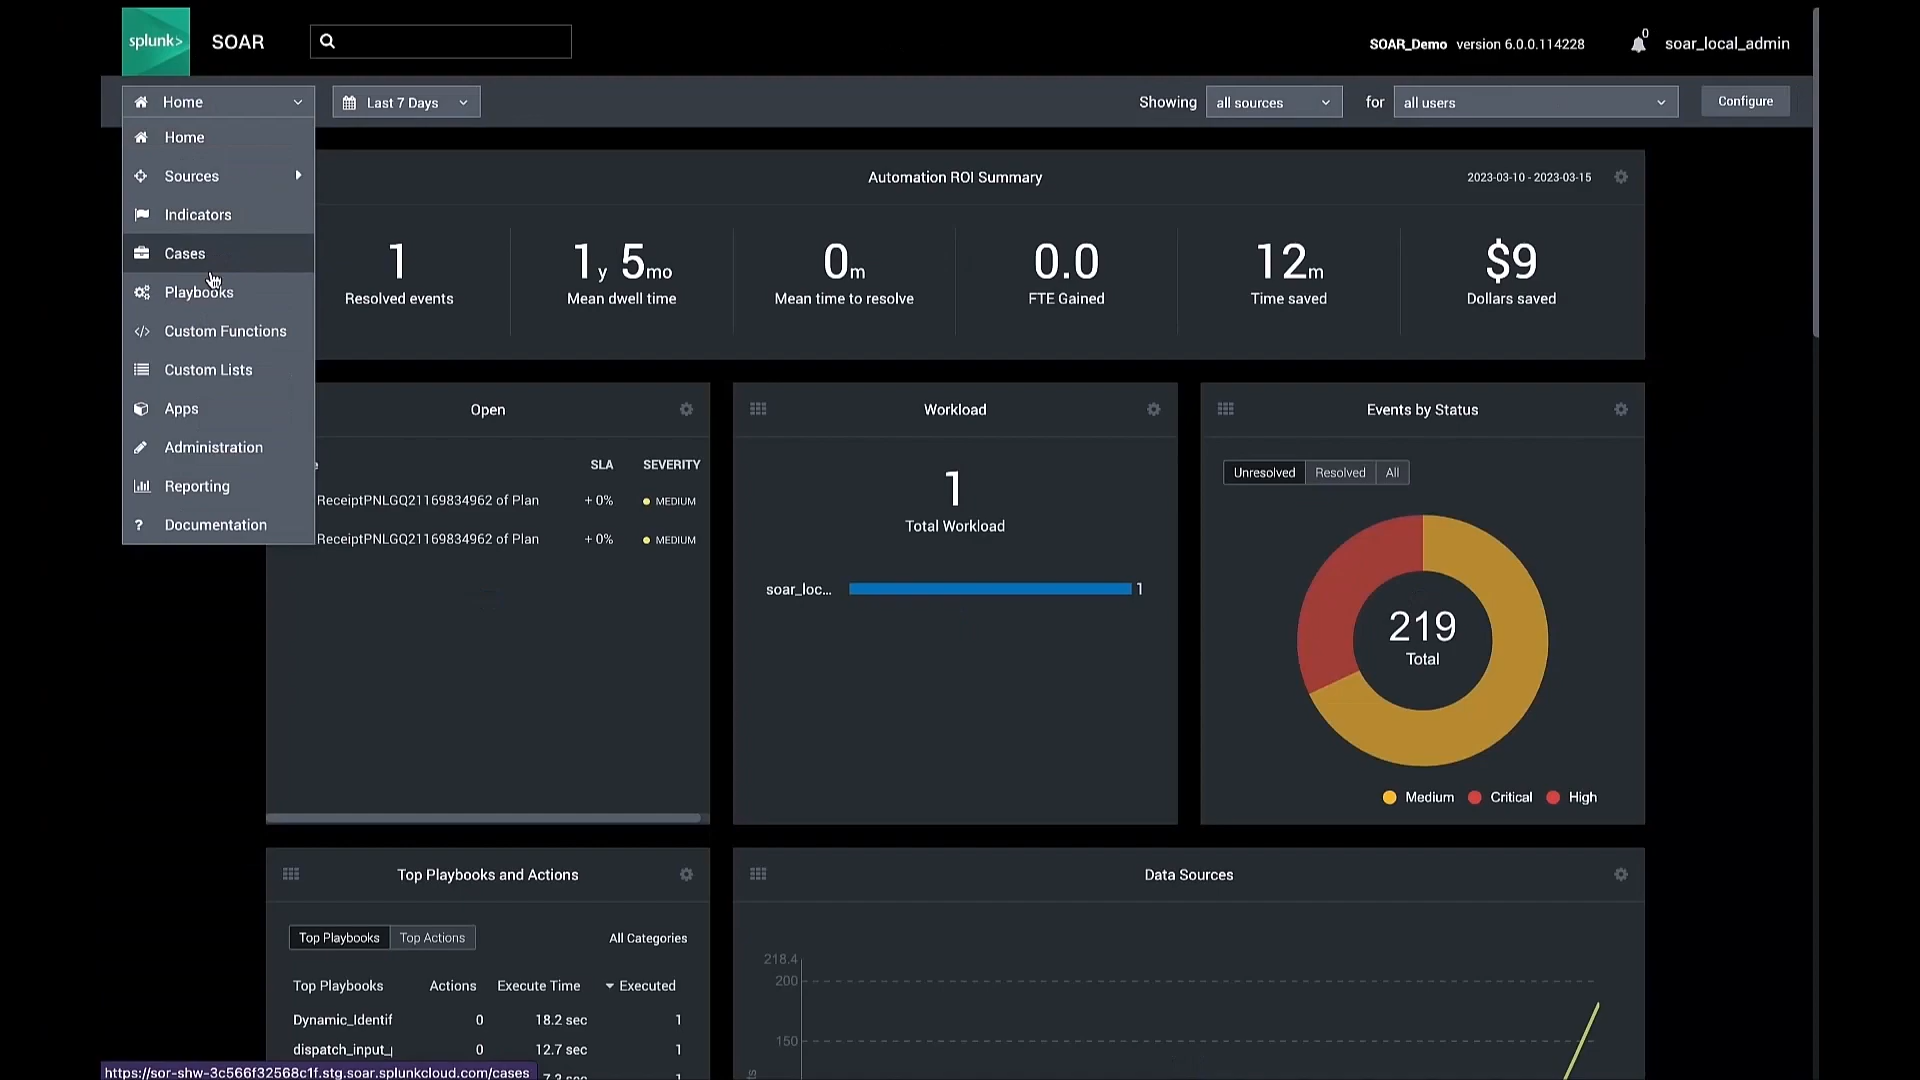 splunk>
SOAR
SOAR_Demo version 6.0.0.114228
0
soar_local_admin
Home
Last 7 Days
Showing
all sources
for
all users
Configure
Home
Sources
Indicators
Cases
Playbooks
Custom Functions
Custom Lists
Apps
Administration
Reporting
? Documentation
Automation ROI Summary
2023-03-10 - 2023-03-15
1
Resolved events
1y 5mo
Mean dwell time
0m
Mean time to resolve
0.0
FTE Gained
12m
Time saved
$9
Dollars saved
Open
SLA SEVERITY
ReceiptPNLGQ21169834962 of Plan + 0% MEDIUM
ReceiptPNLGQ21169834962 of Plan + 0% MEDIUM
Workload
1
Total Workload
soar_loc... 1
Events by Status
Unresolved Resolved All
219
Total
Medium Critical High
Top Playbooks and Actions
Top Playbooks Top Actions All Categories
Top Playbooks Actions Execute Time Executed
Dynamic_Identif 0 18.2 sec 1
dispatch_input_ 0 12.7 sec 1
Data Sources
218.4
200
150
https://sor-shw-3c566f32568c1f.stg.soar.splunkcloud.com/cases